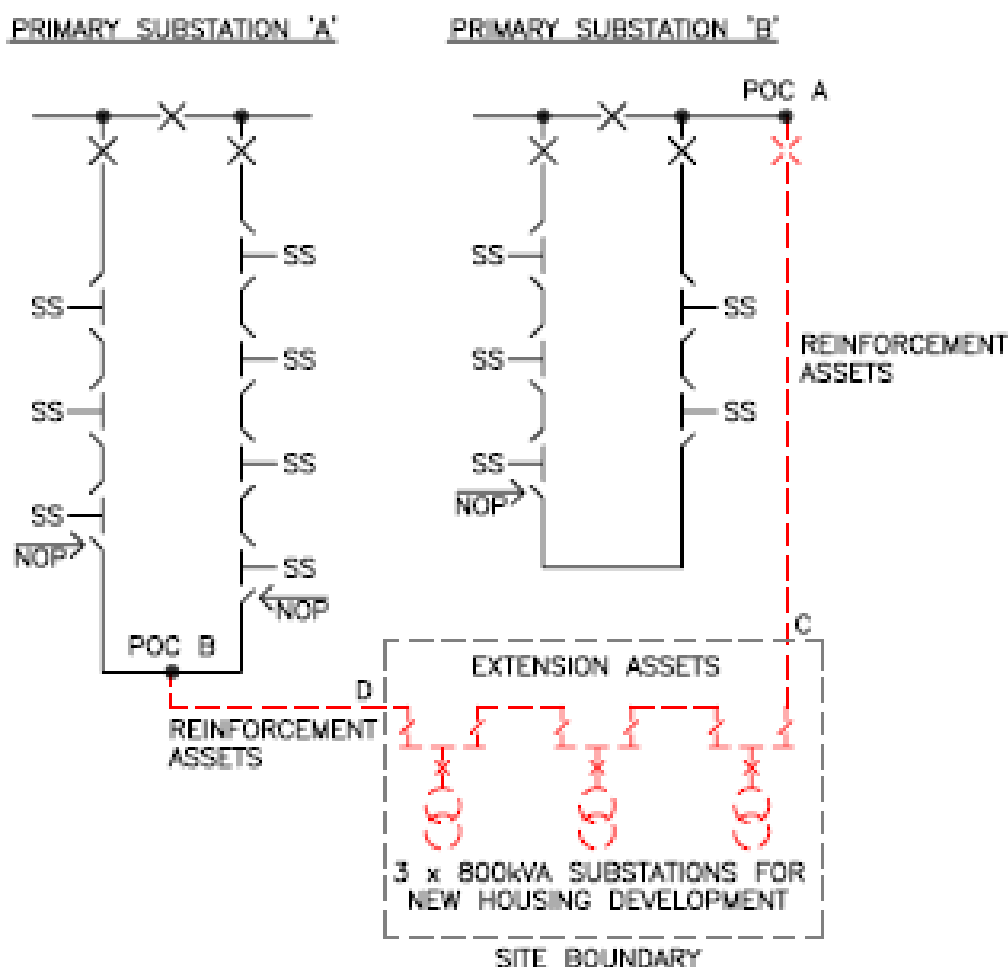 PRIMARY SUBSTATION 'A'
PRIMARY SUBSTATION 'B'
POC A
SS
SS
SS
SS
SS
SS
SS
SS
SS
SS
SS
SS
REINFORCEMENT
ASSETS
NOP
NOP
NOP
POC B
C
EXTENSION ASSETS
D
REINFORCEMENT
ASSETS
3 x 800kVA SUBSTATIONS FOR
NEW HOUSING DEVELOPMENT
SITE BOUNDARY